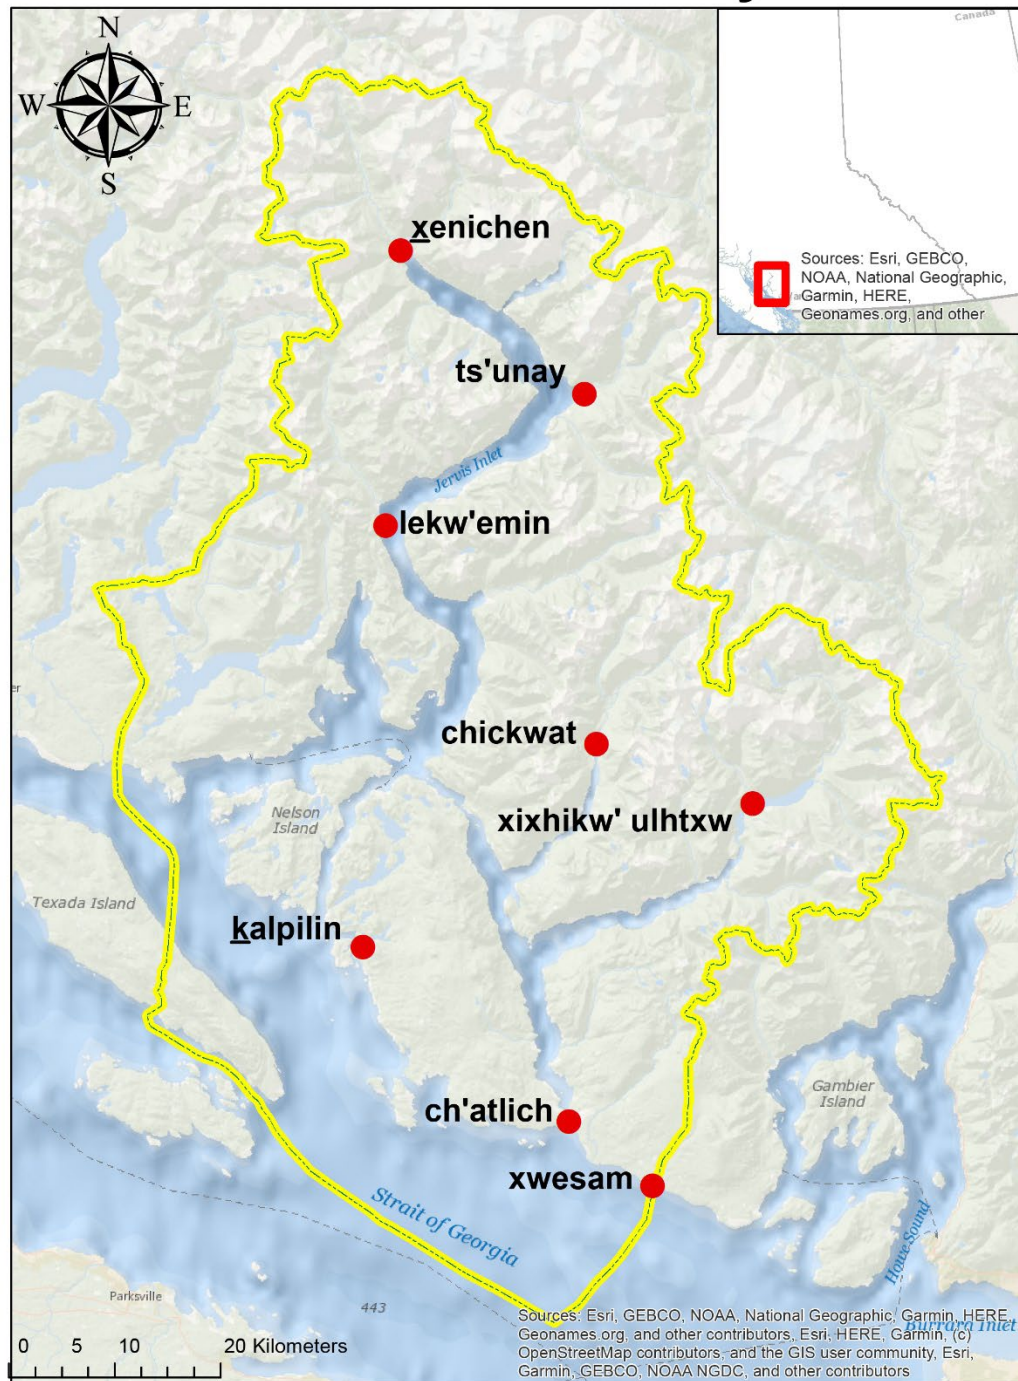 N
W E
S
Canada
Sources: Esri, GEBCO,
NOAA, National Geographic,
Garmin, HERE,
Geonames.org, and other
xenichen
ts'unay
Jervis Inlet
lekw'emin
chickwat
xixhikw' ulhtxw
Nelson
Island
Texada Island
kalpilin
ch'atlich
Gambier
Island
xwesam
Strait of Georgia
Howe Sound
Parksville
443
Burrard Inlet
0 5 10 20 Kilometers
Sources: Esri, GEBCO, NOAA, National Geographic, Garmin, HERE,
Geonames.org, and other contributors, Esri, HERE, Garmin, (c)
OpenStreetMap contributors, and the GIS user community, Esri,
Garmin, GEBCO, NOAA NGDC, and other contributors